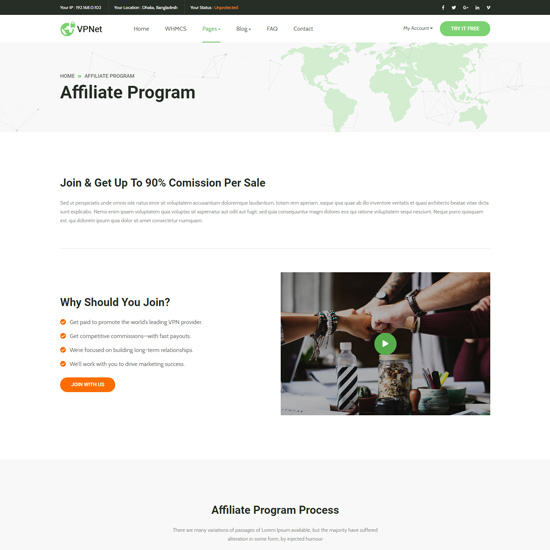 Your IP : 192.168.0.102 Your Location : Dhaka, Bangladesh Your Status : Unprotected
VPNet Home WHMCS Pages Blog FAQ Contact My Account TRY IT FREE
HOME » AFFILIATE PROGRAM
Affiliate Program
Join & Get Up To 90% Comission Per Sale
Sed ut perspiciatis unde omnis iste natus error sit voluptatem accusantium doloremque laudantium, totam rem aperiam, eaque ipsa quae ab illo inventore veritatis et quasi architecto beatae vitae dicta
sunt explicabo. Nemo enim ipsam voluptatem quia voluptas sit aspernatur aut odit aut fugit, sed quia consequuntur magni dolores eos qui ratione voluptatem sequi nesciunt. Neque porro quisquam
est, qui dolorem ipsum quia dolor sit amet consectetur numquam.
Why Should You Join?
Get paid to promote the world's leading VPN provider.
Get competitive commissions—with fast payouts.
We're focused on building long-term relationships.
We'll work with you to drive marketing success.
JOIN WITH US
Affiliate Program Process
There are many variations of passages of Lorem Ipsum available, but the majority have suffered
alteration in some form, by injected humour